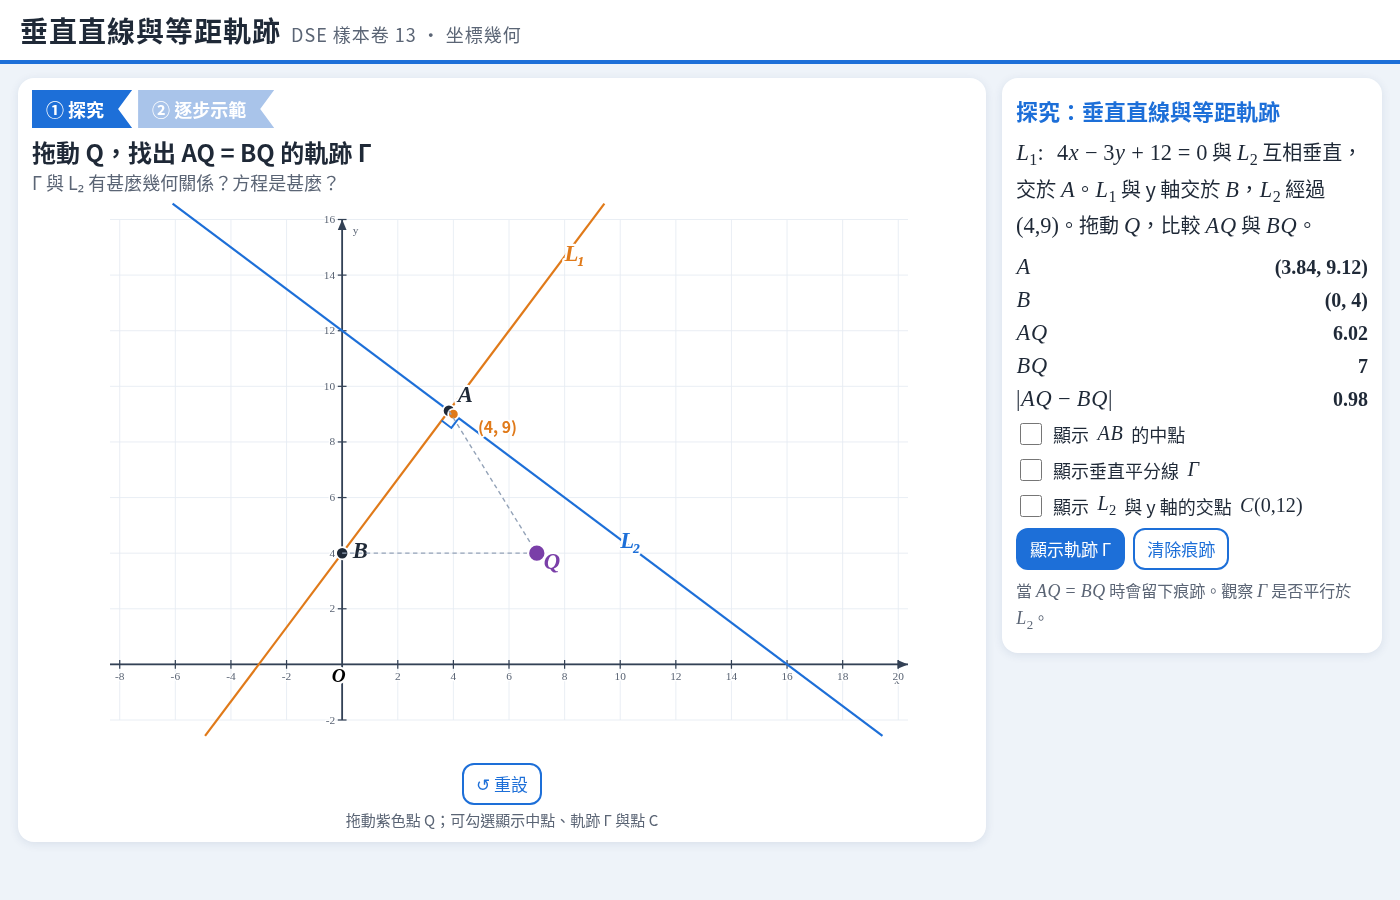 垂直直線與等距軌跡 DSE 樣本卷 13 · 坐標幾何
① 探究 ② 逐步示範
拖動 Q，找出 AQ = BQ 的軌跡 Γ
Γ 與 L₂ 有甚麼幾何關係？方程是甚麼？
16
y
14
12
10
8
6
4
2
-2
-8 -6 -4 -2 O 2 4 6 8 10 12 14 16 18 20
L₁
A
(4, 9)
L₂
B
Q
↺ 重設
拖動紫色點 Q；可勾選顯示中點、軌跡 Γ 與點 C
探究：垂直直線與等距軌跡
L₁: 4x − 3y + 12 = 0 與 L₂ 互相垂直，
交於 A。L₁ 與 y 軸交於 B，L₂ 經過
(4,9)。拖動 Q，比較 AQ 與 BQ。
A (3.84, 9.12)
B (0, 4)
AQ 6.02
BQ 7
|AQ − BQ| 0.98
顯示 AB 的中點
顯示垂直平分線 Γ
顯示 L₂ 與 y 軸的交點 C(0,12)
顯示軌跡 Γ 清除痕跡
當 AQ = BQ 時會留下痕跡。觀察 Γ 是否平行於
L₂。